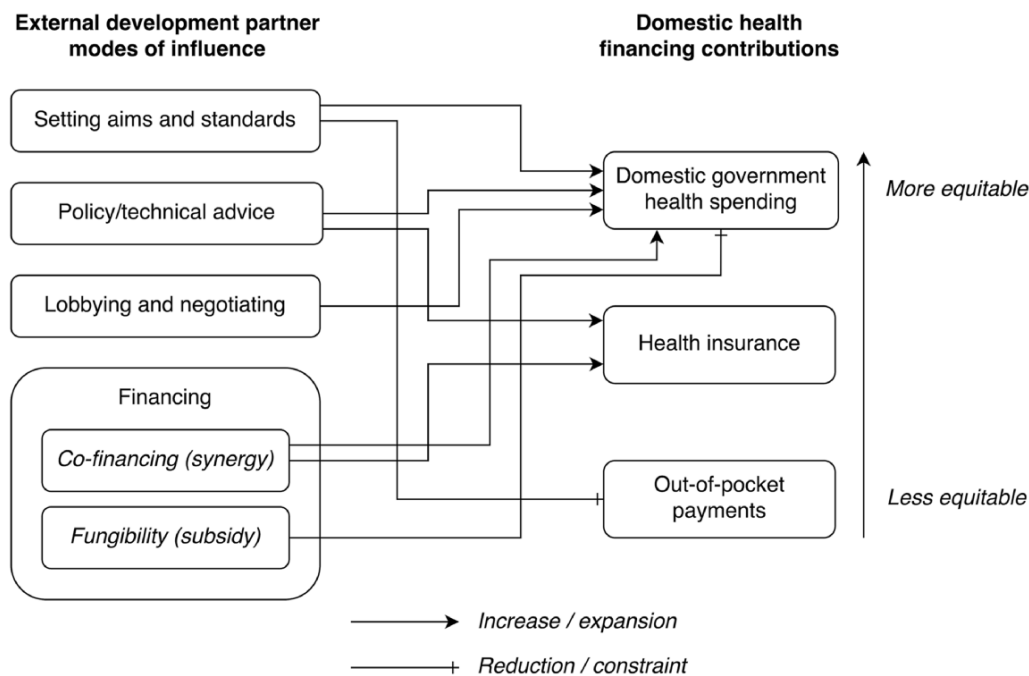 External development partner
modes of influence
Domestic health
financing contributions
Setting aims and standards
Policy/technical advice
Lobbying and negotiating
Financing
Co-financing (synergy)
Fungibility (subsidy)
Domestic government
health spending
Health insurance
Out-of-pocket
payments
More equitable
Less equitable
Increase / expansion
Reduction / constraint